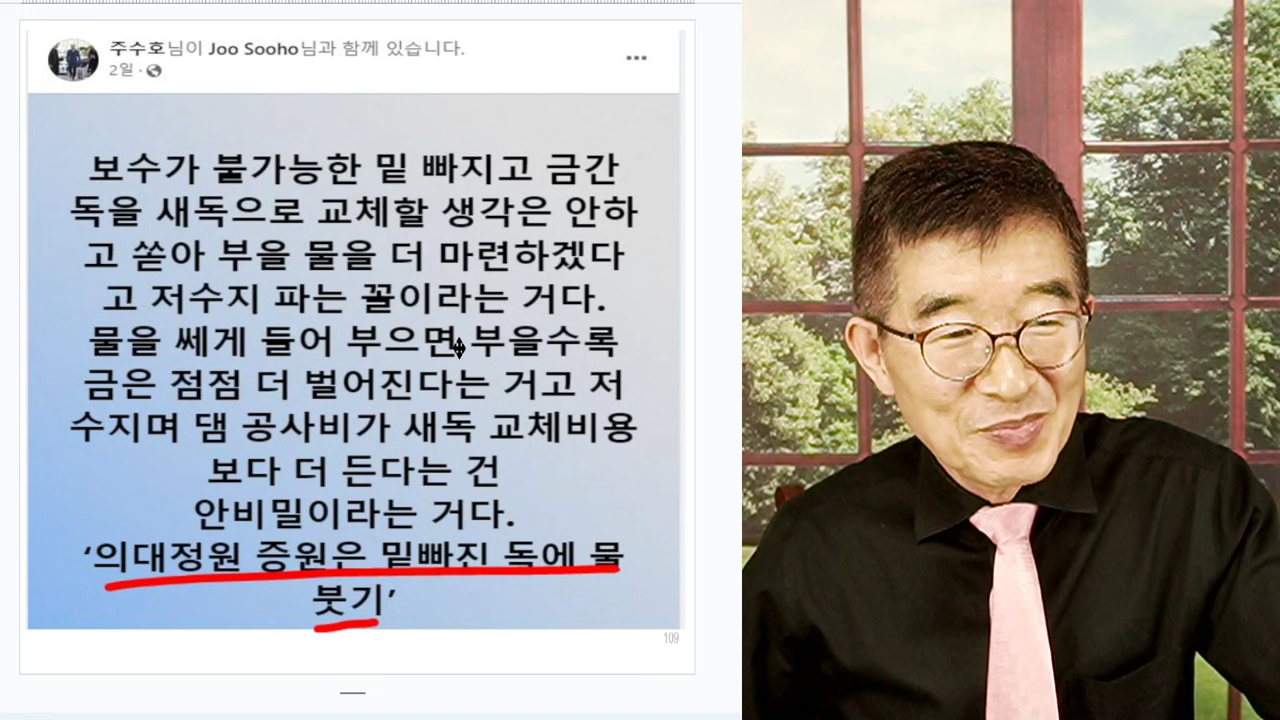 주수호님이 Joo Sooho님과 함께 있습니다.
2일 ·
보수가 불가능한 밑 빠지고 금간
독을 새독으로 교체할 생각은 안하
고 쏟아 부을 물을 더 마련하겠다
고 저수지 파는 꼴이라는 거다.
물을 쎄게 들어 부으면 부을수록
금은 점점 더 벌어진다는 거고 저
수지며 댐 공사비가 새독 교체비용
보다 더 든다는 건
안비밀이라는 거다.
‘의대정원 증원은 밑빠진 독에 물
붓기’
109